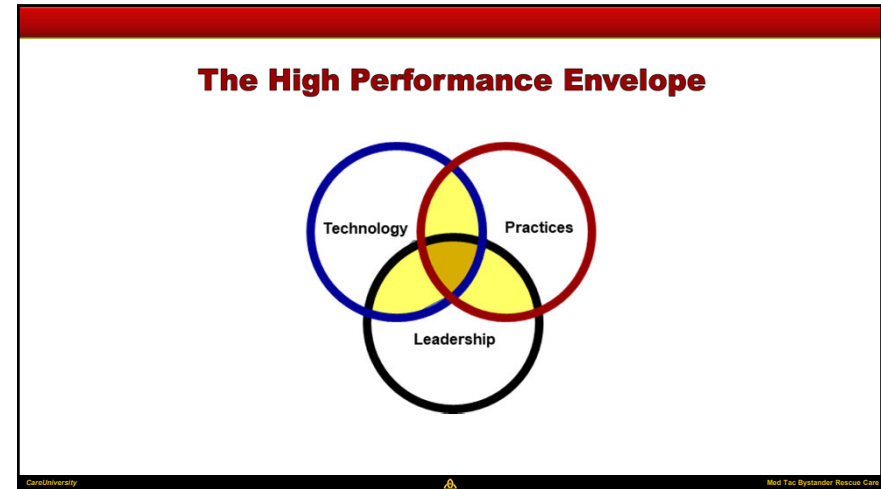 The High Performance Envelope
Technology
Practices
Leadership
CareUniversity
Med Tac Bystander Rescue Care